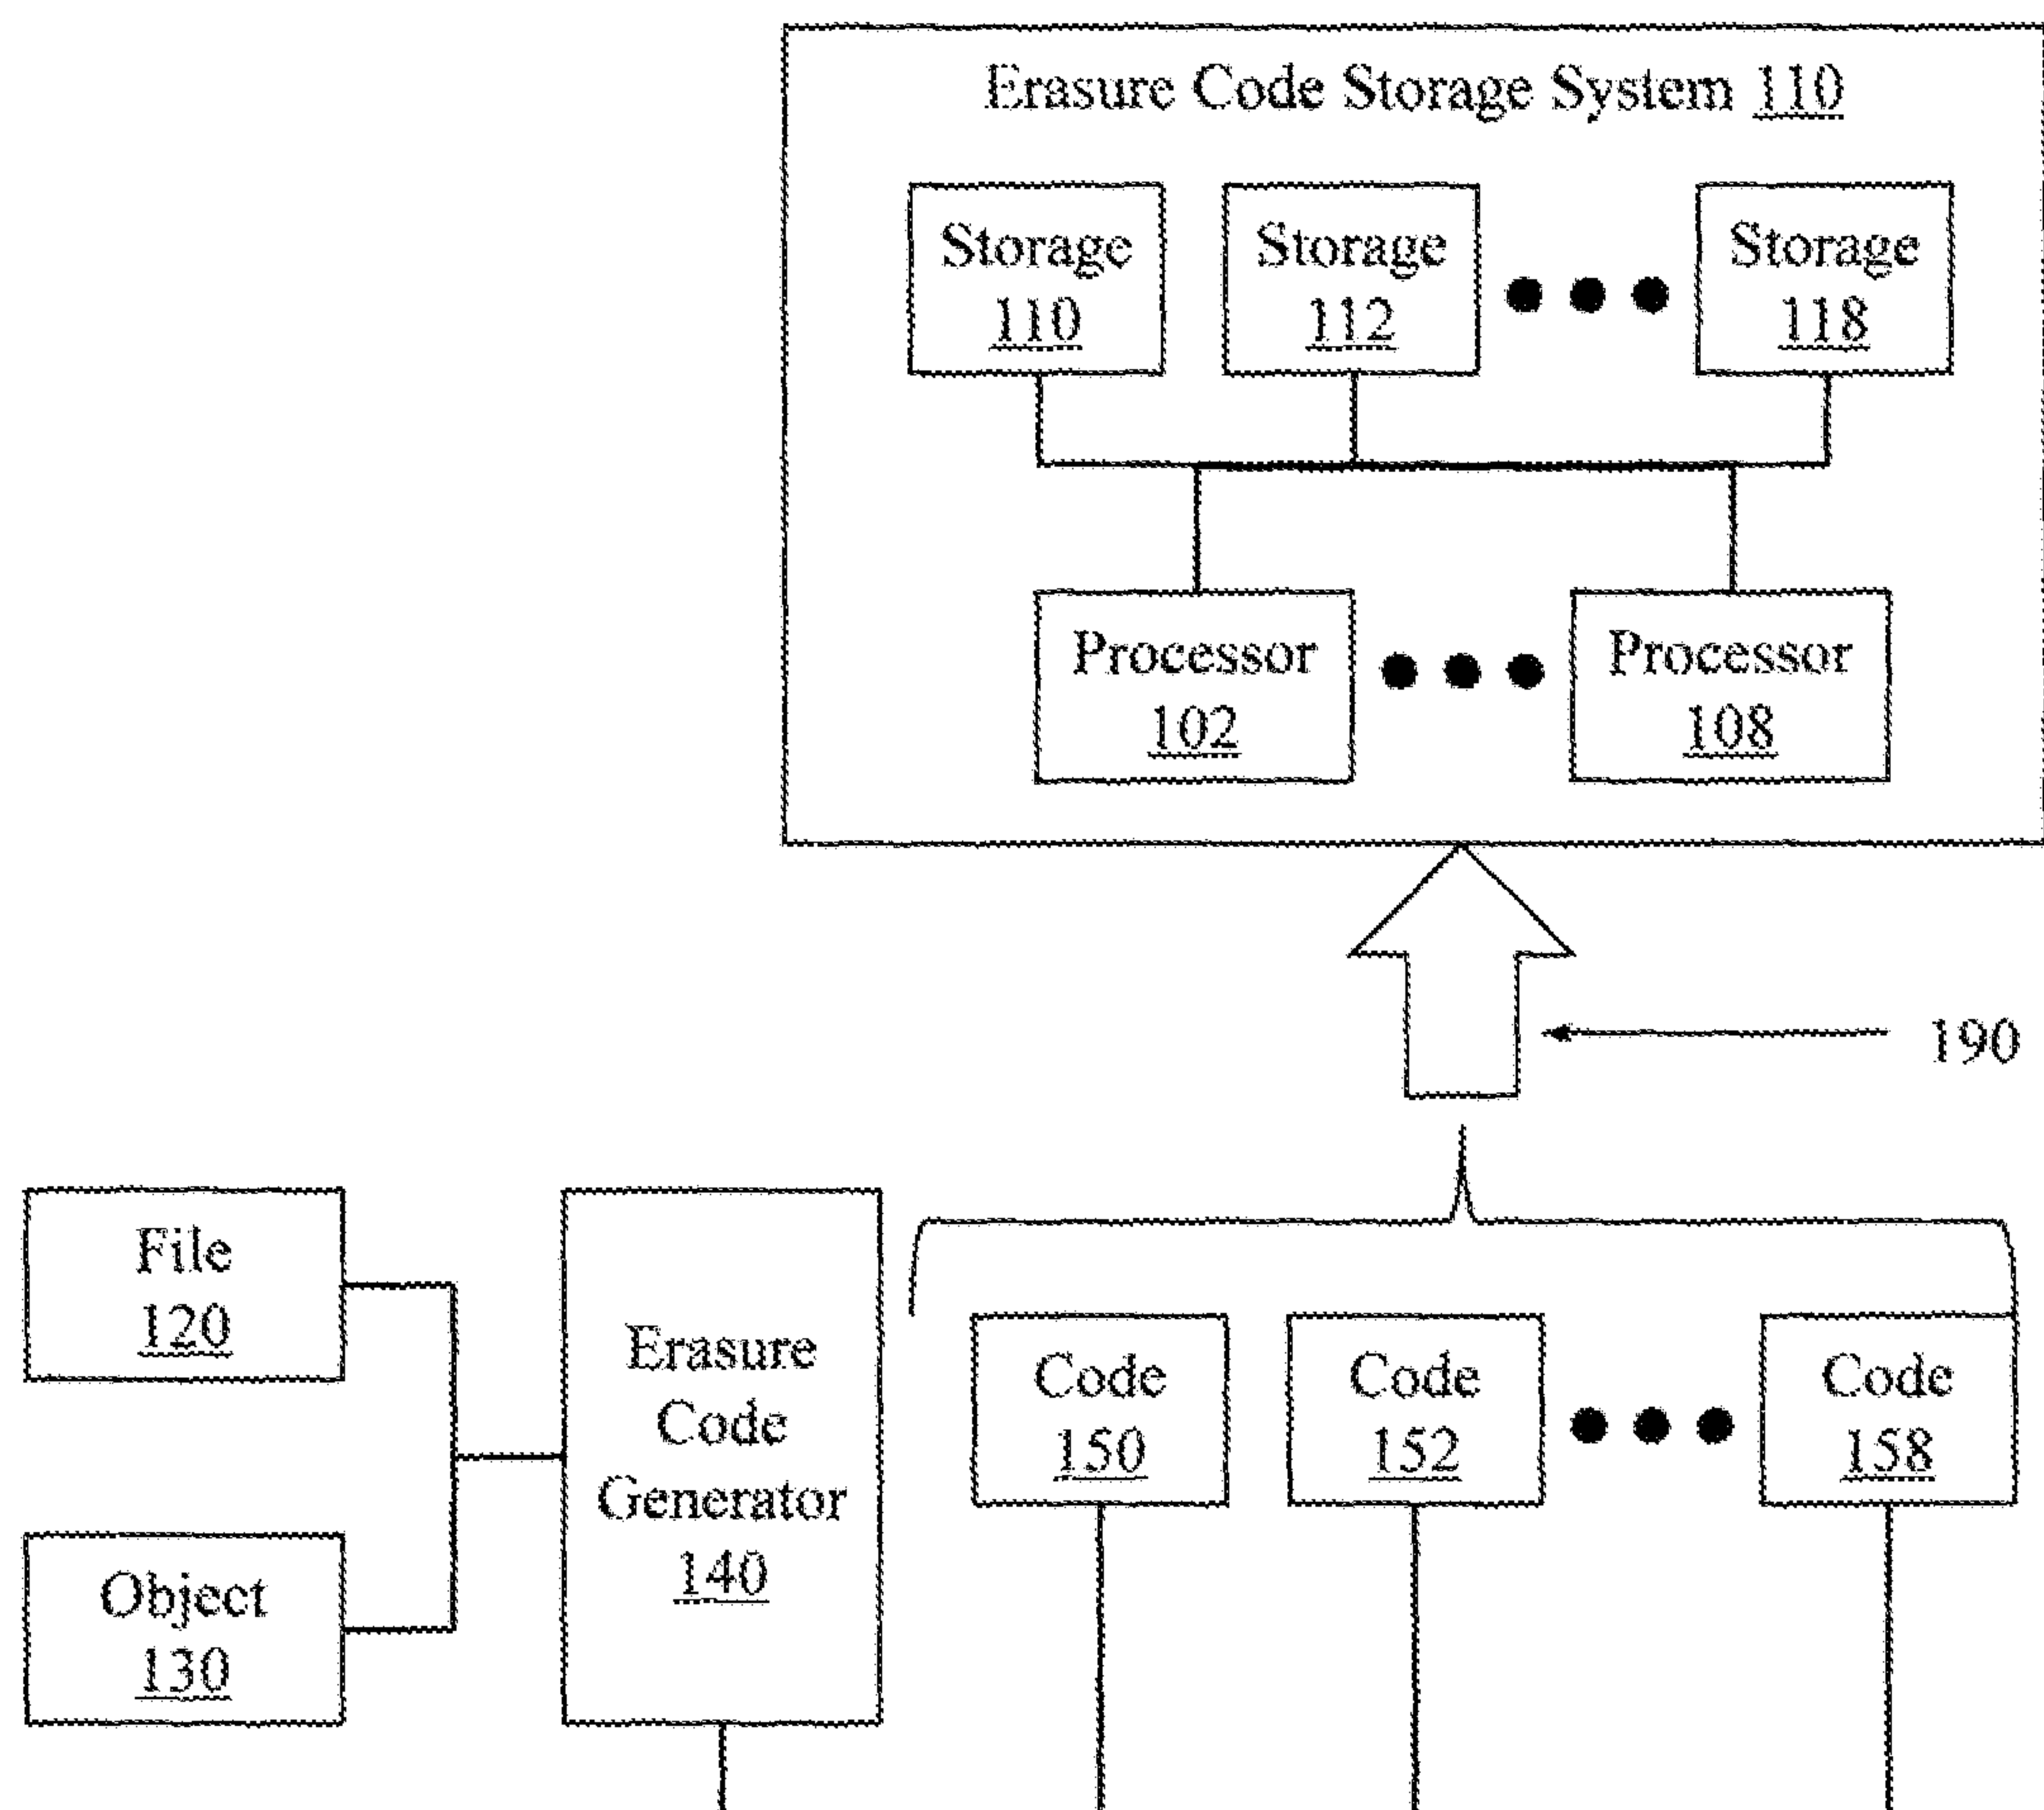 Erasure Code Storage System 110
Storage
110
Storage
112
Storage
118
Processor
102
Processor
108
190
File
120
Object
130
Erasure
Code
Generator
140
Code
150
Code
152
Code
158